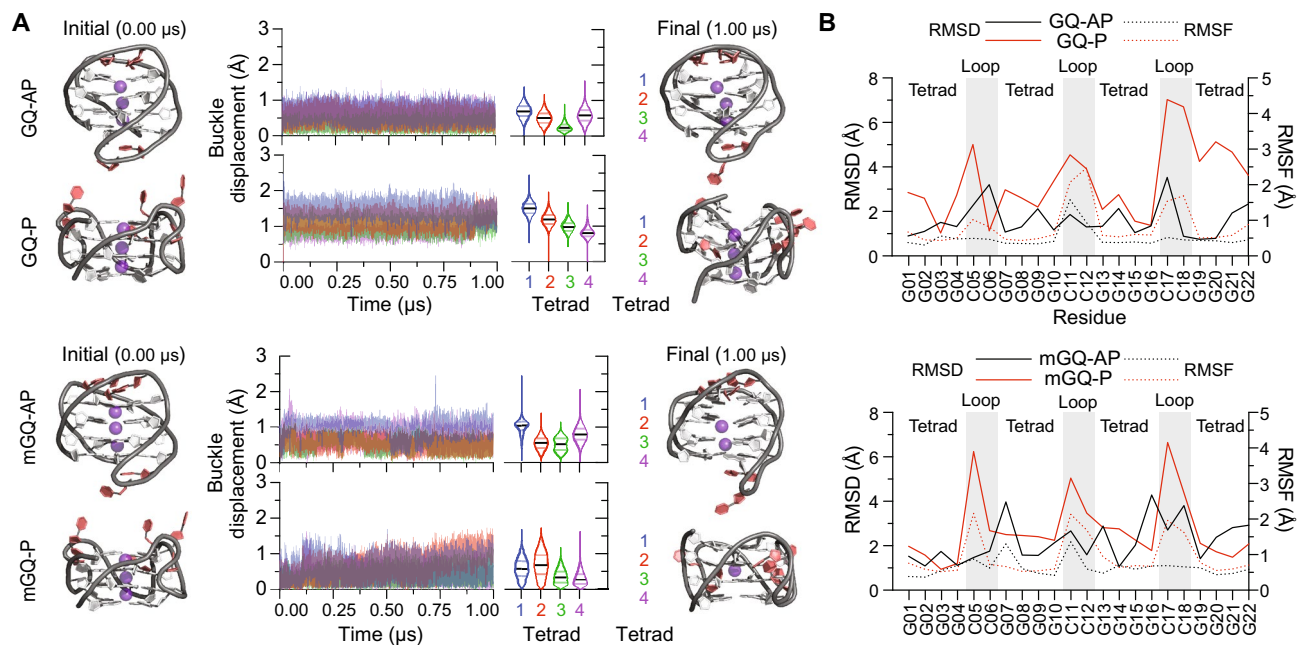 A
Initial (0.00 µs)
Final (1.00 µs)
GQ-AP
GQ-P
Buckle
displacement (Å)
3
2
1
0
3
2
1
0
0.00 0.25 0.50 0.75 1.00
Time (µs)
1 2 3 4
Tetrad
1
2
3
4
1
2
3
4
Tetrad
Initial (0.00 µs)
Final (1.00 µs)
mGQ-AP
mGQ-P
Buckle
displacement (Å)
3
2
1
0
3
2
1
0
0.00 0.25 0.50 0.75 1.00
Time (µs)
1 2 3 4
Tetrad
1
2
3
4
1
2
3
4
Tetrad
B
RMSD GQ-AP RMSF
GQ-P
Loop Loop Loop
Tetrad Tetrad Tetrad Tetrad
RMSD (Å)
8
6
4
2
0
RMSF (Å)
5
4
3
2
1
0
G01 G02 G03 G04 C05 C06 G07 G08 G09 G10 C11 C12 G13 G14 G15 G16 C17 C18 G19 G20 G21 G22
Residue
RMSD mGQ-AP RMSF
mGQ-P
Loop Loop Loop
Tetrad Tetrad Tetrad Tetrad
RMSD (Å)
8
6
4
2
0
RMSF (Å)
5
4
3
2
1
0
G01 G02 G03 G04 C05 C06 G07 G08 G09 G10 C11 C12 G13 G14 G15 G16 C17 C18 G19 G20 G21 G22